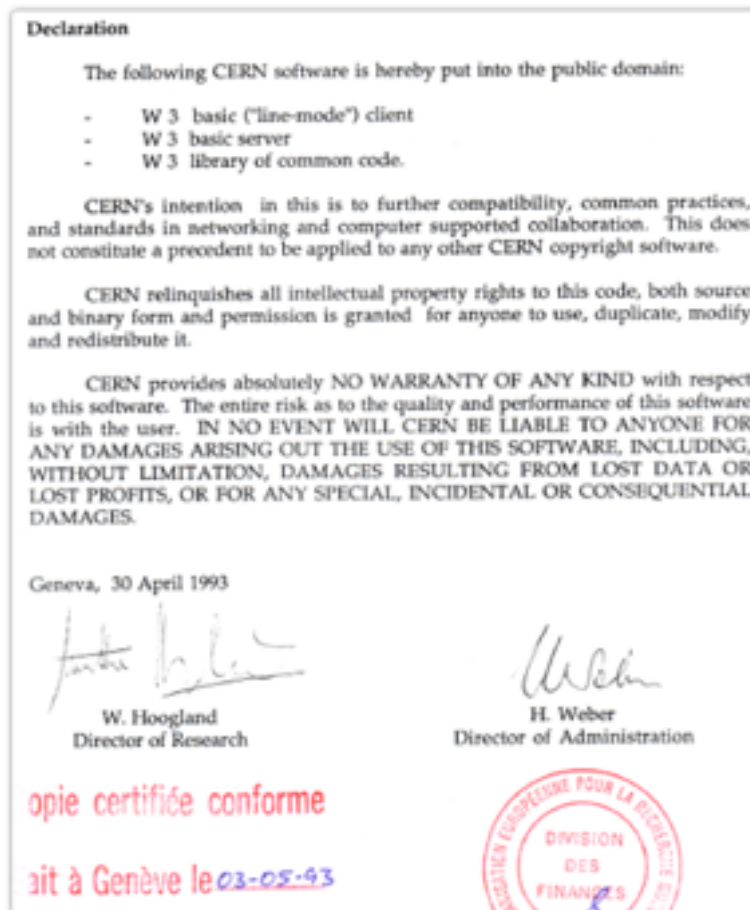 Declaration
The following CERN software is hereby put into the public domain:
- W 3 basic ("line-mode") client
- W 3 basic server
- W 3 library of common code.
CERN's intention in this is to further compatibility, common practices,
and standards in networking and computer supported collaboration. This does
not constitute a precedent to be applied to any other CERN copyright software.
CERN relinquishes all intellectual property rights to this code, both source
and binary form and permission is granted for anyone to use, duplicate, modify
and redistribute it.
CERN provides absolutely NO WARRANTY OF ANY KIND with respect
to this software. The entire risk as to the quality and performance of this software
is with the user. IN NO EVENT WILL CERN BE LIABLE TO ANYONE FOR
ANY DAMAGES ARISING OUT THE USE OF THIS SOFTWARE, INCLUDING,
WITHOUT LIMITATION, DAMAGES RESULTING FROM LOST DATA OR
LOST PROFITS, OR FOR ANY SPECIAL, INCIDENTAL OR CONSEQUENTIAL
DAMAGES.
Geneva, 30 April 1993
W. Hoogland
Director of Research
H. Weber
Director of Administration
opie certifiée conforme
ait à Genève le 03-05-93
EUROPÉENNE POUR LA RECHERCHE
DIVISION
DES
FINANCES